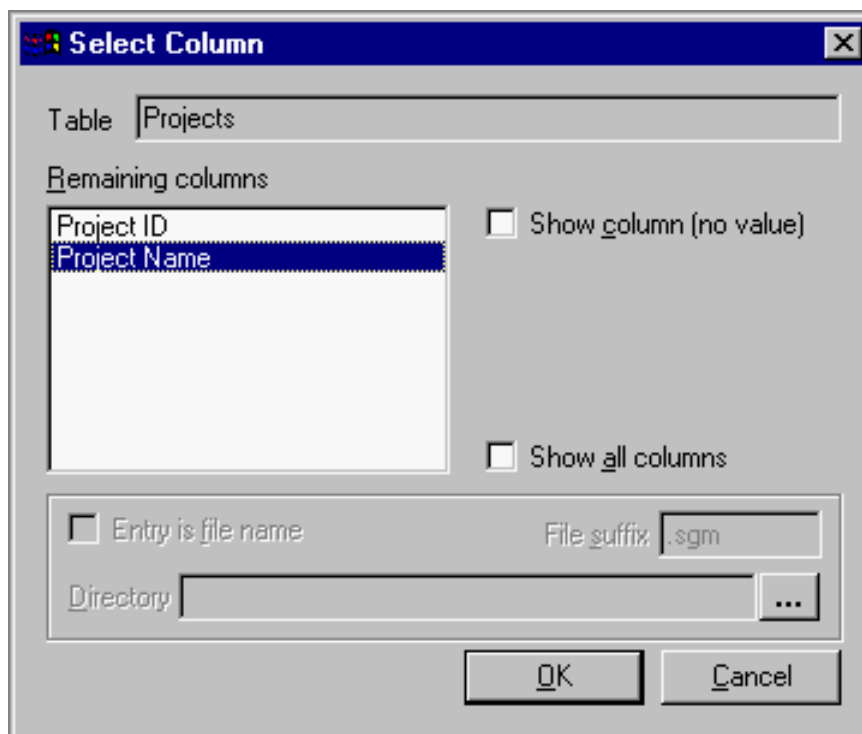 Select Column
Table Projects
Remaining columns
Project ID
Project Name
Show column (no value)
Show all columns
Entry is file name
File suffix .sgm
Directory ...
OK Cancel